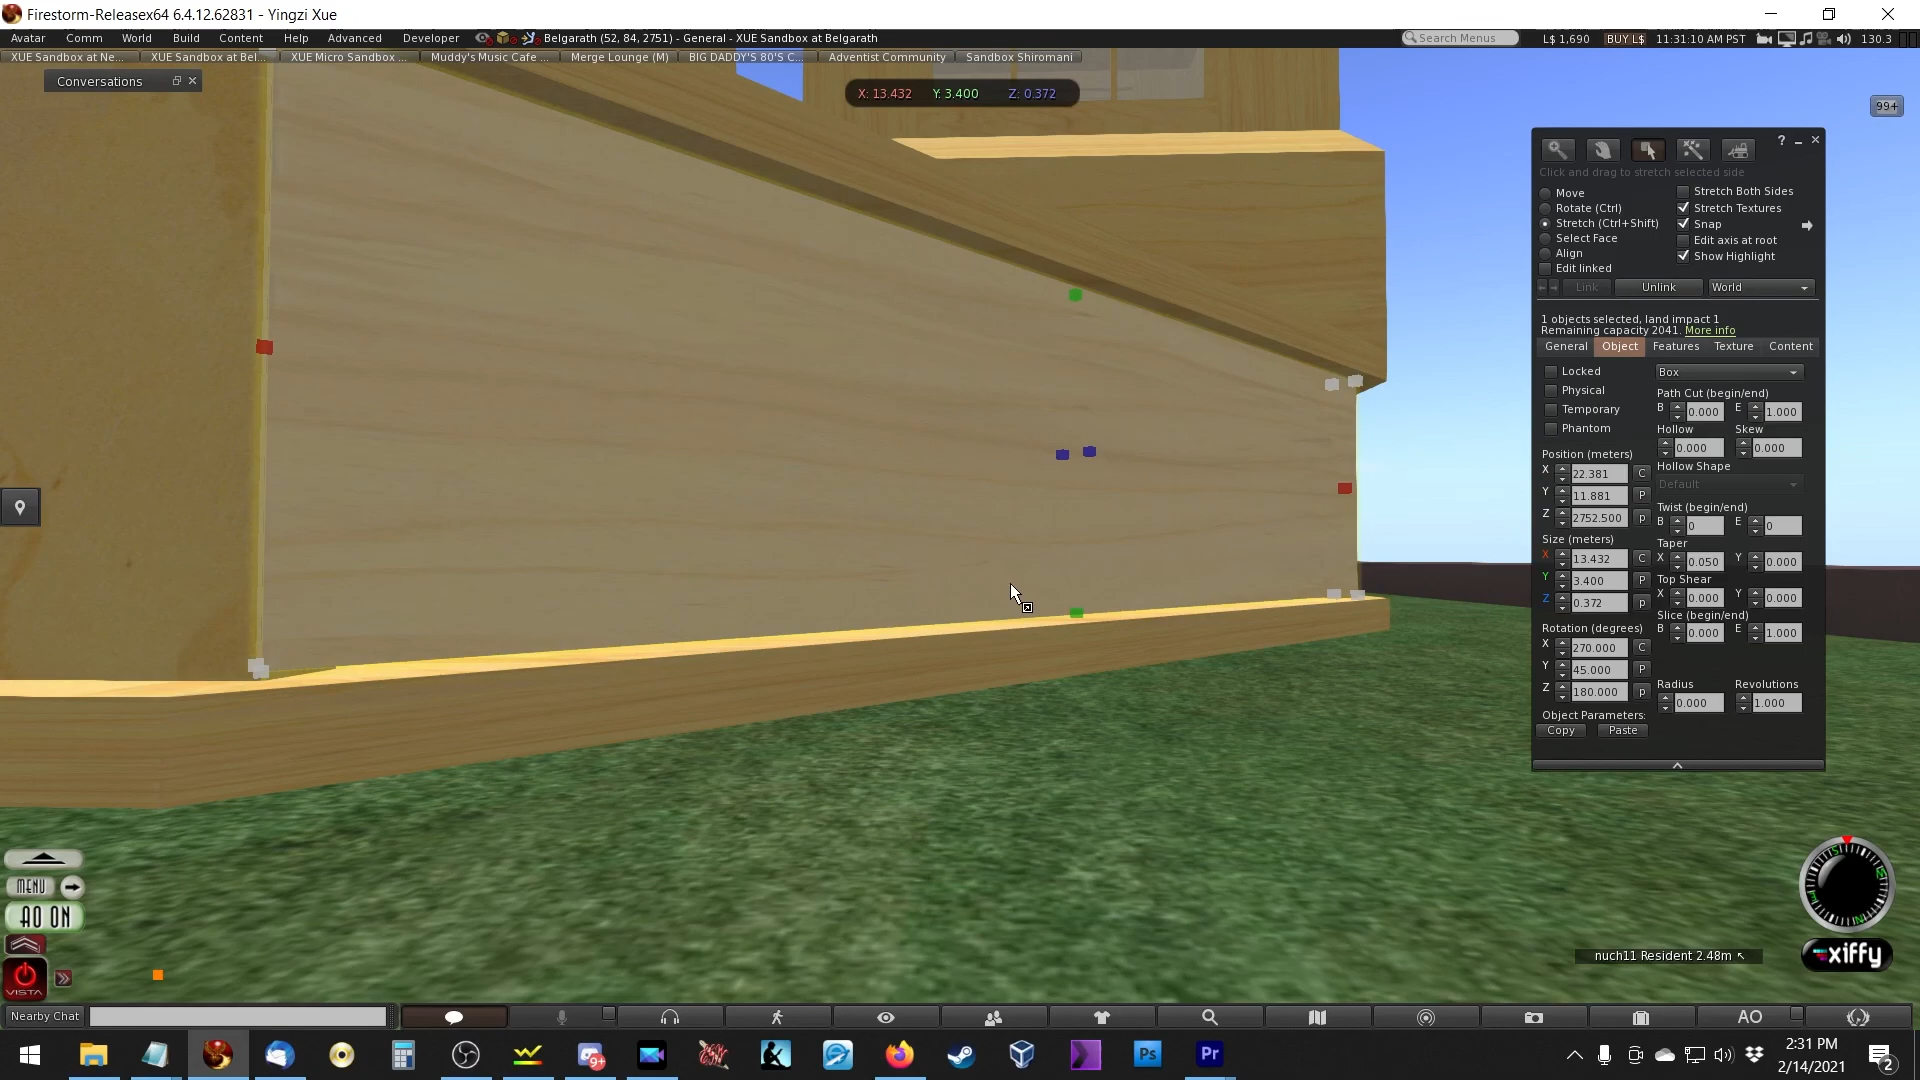 Firestorm-Releasex64 6.4.12.62831 - Yingzi Xue
Avatar Comm World Build Content Help Advanced Developer Belgarath (52, 84, 2751) - General - XUE Sandbox at Belgarath Search Menus L$ 1,690 BUY L$ 11:31:10 AM PST 130.3
XUE Sandbox at Ne... XUE Sandbox at Bel... XUE Micro Sandbox ... Muddy's Music Cafe ... Merge Lounge (M) BIG DADDY'S 80'S C... Adventist Community Sandbox Shiromani
Conversations
X: 13.432 Y: 3.400 Z: 0.372
99+
?
Click and drag to stretch selected side
Move
Rotate (Ctrl)
Stretch (Ctrl+Shift)
Select Face
Align
Edit linked
Stretch Both Sides
Stretch Textures
Snap
Edit axis at root
Show Highlight
Link Unlink World
1 objects selected, land impact 1
Remaining capacity 2041. More info
General Object Features Texture Content
Locked
Physical
Temporary
Phantom
Position (meters)
X 22.381 C
Y 11.881 P
Z 2752.500 p
Size (meters)
X 13.432 C
Y 3.400 P
Z 0.372 p
Rotation (degrees)
X 270.000 C
Y 45.000 P
Z 180.000 p
Object Parameters:
Copy Paste
Box
Path Cut (begin/end)
B 0.000 E 1.000
Hollow Skew
0.000 0.000
Hollow Shape
Default
Twist (begin/end)
B 0 E 0
Taper
X 0.050 Y 0.000
Top Shear
X 0.000 Y 0.000
Slice (begin/end)
B 0.000 E 1.000
Radius Revolutions
0.000 1.000
MENU
AO ON
VISTA
nuch11 Resident 2.48m
xiffy
Nearby Chat
AO
9+
Ps
Pr
2:31 PM
2/14/2021
2